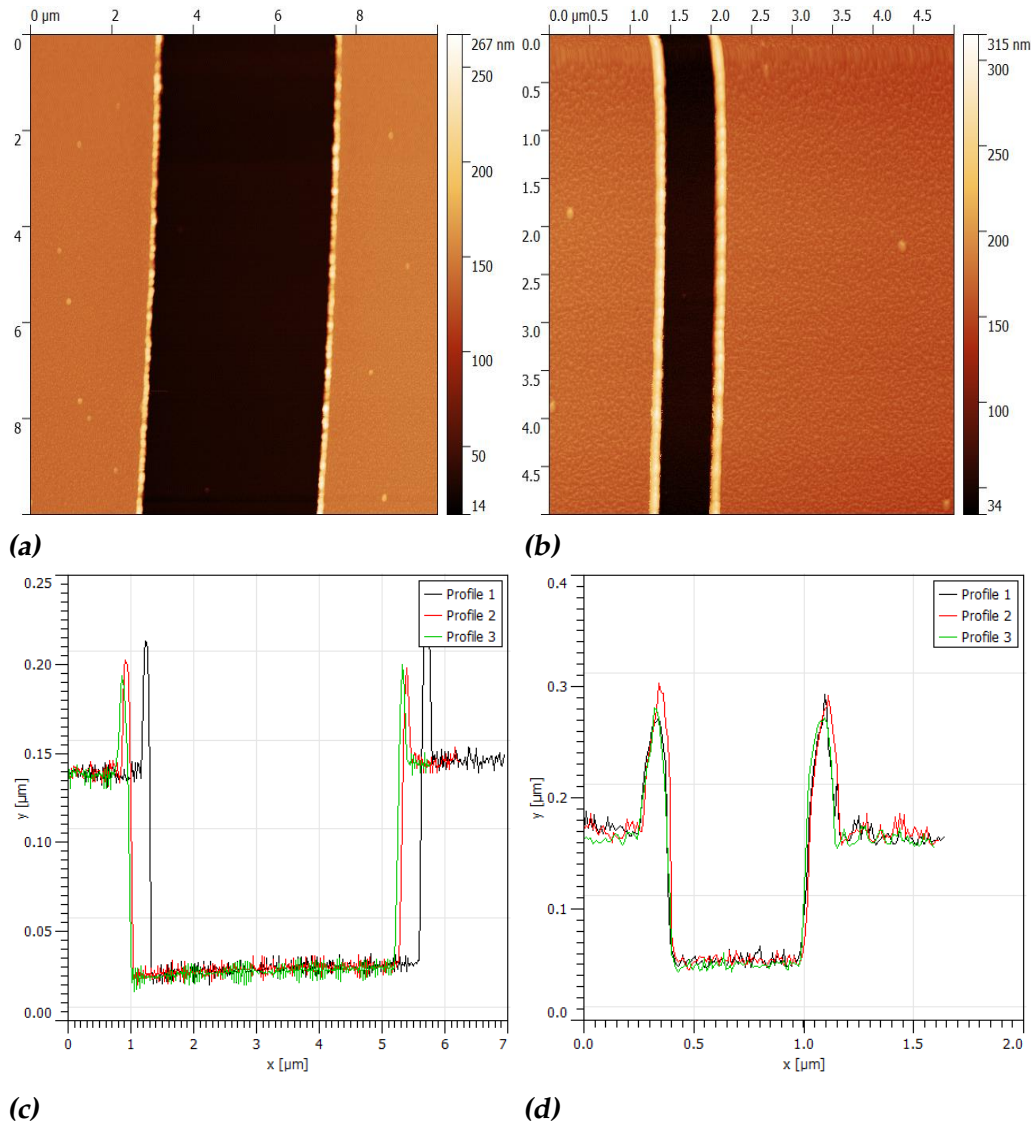 0 µm 2 4 6 8
0
2
4
6
8
267 nm
250
200
150
100
50
14
0.0 µm 0.5 1.0 1.5 2.0 2.5 3.0 3.5 4.0 4.5
0.0
0.5
1.0
1.5
2.0
2.5
3.0
3.5
4.0
4.5
315 nm
300
250
200
150
100
34
(a)
(b)
0.25
0.20
0.15
0.10
0.05
0.00
y [µm]
Profile 1
Profile 2
Profile 3
0 1 2 3 4 5 6 7
x [µm]
0.4
0.3
0.2
0.1
0.0
y [µm]
Profile 1
Profile 2
Profile 3
0.0 0.5 1.0 1.5 2.0
x [µm]
(c)
(d)